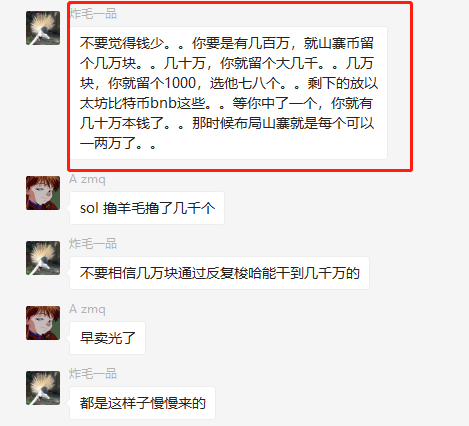 炸毛一品
不要觉得钱少。。你要是有几百万，就山寨币留
个几万块。。几十万，你就留个大几千。。几万
块，你就留个1000，选他七八个。。剩下的放以
太坊比特币bnb这些。。等你中了一个，你就有
几十万本钱了。。那时候布局山寨就是每个可以
一两万了。。
A zmq
sol 撸羊毛撸了几千个
炸毛一品
不要相信几万块通过反复梭哈能干到几千万的
A zmq
早卖光了
炸毛一品
都是这样子慢慢来的